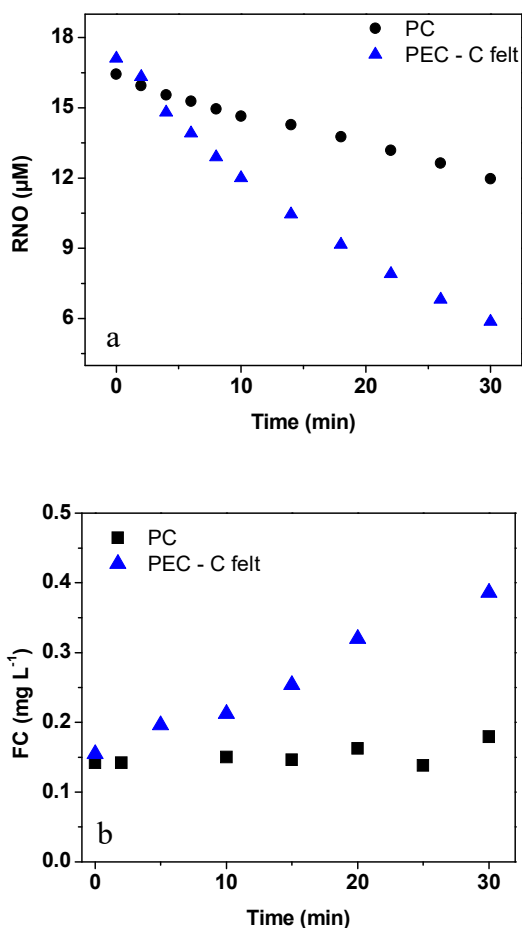 18
15
12
9
6
RNO (µM)
PC
PEC - C felt
a
0 10 20 30
Time (min)
0.5
0.4
0.3
0.2
0.1
0.0
FC (mg L⁻¹)
PC
PEC - C felt
b
0 10 20 30
Time (min)